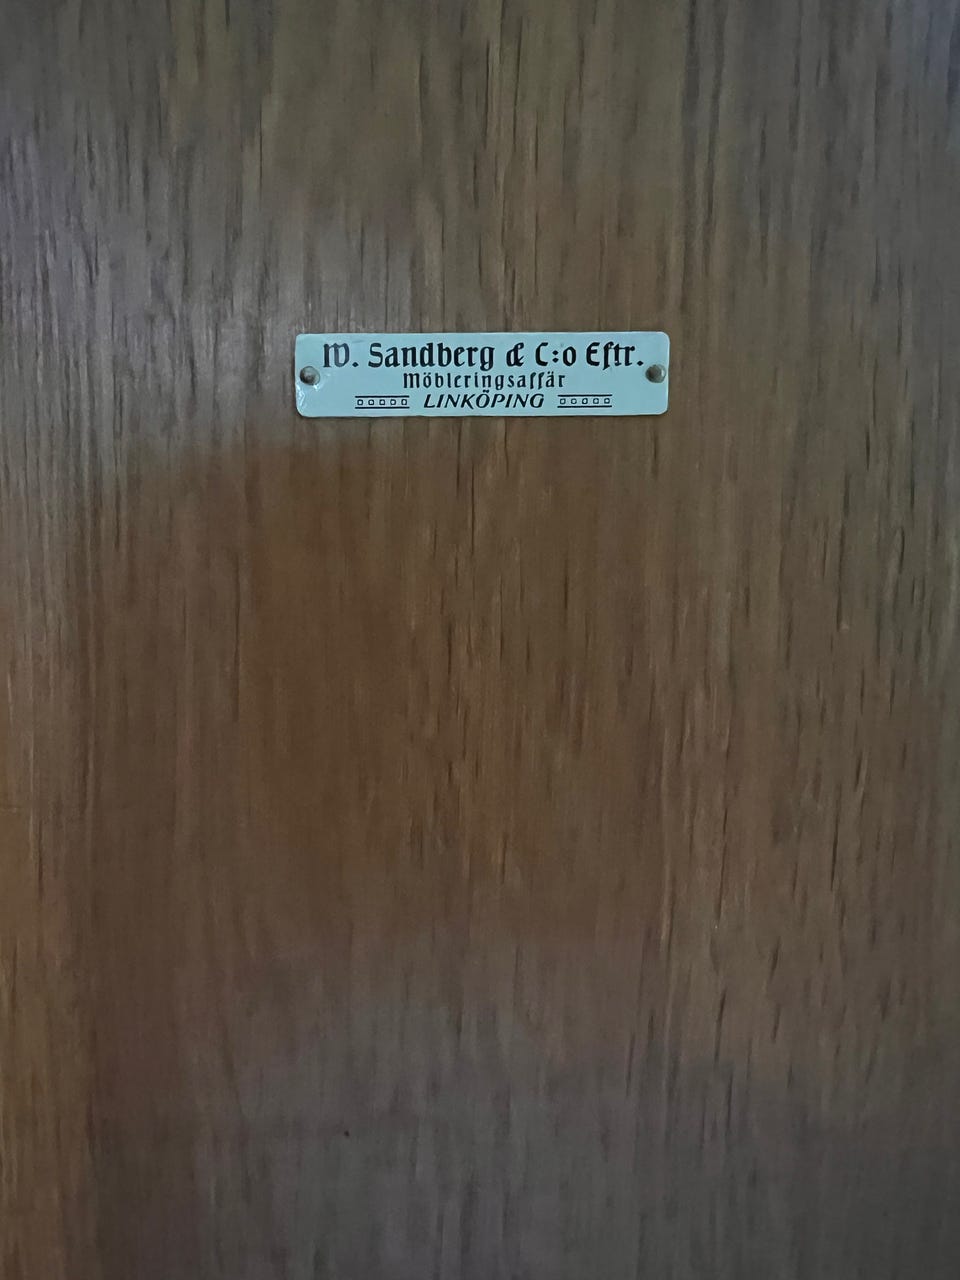 W. Sandberg & C:o Eftr.
Möbleringsaffär
LINKÖPING